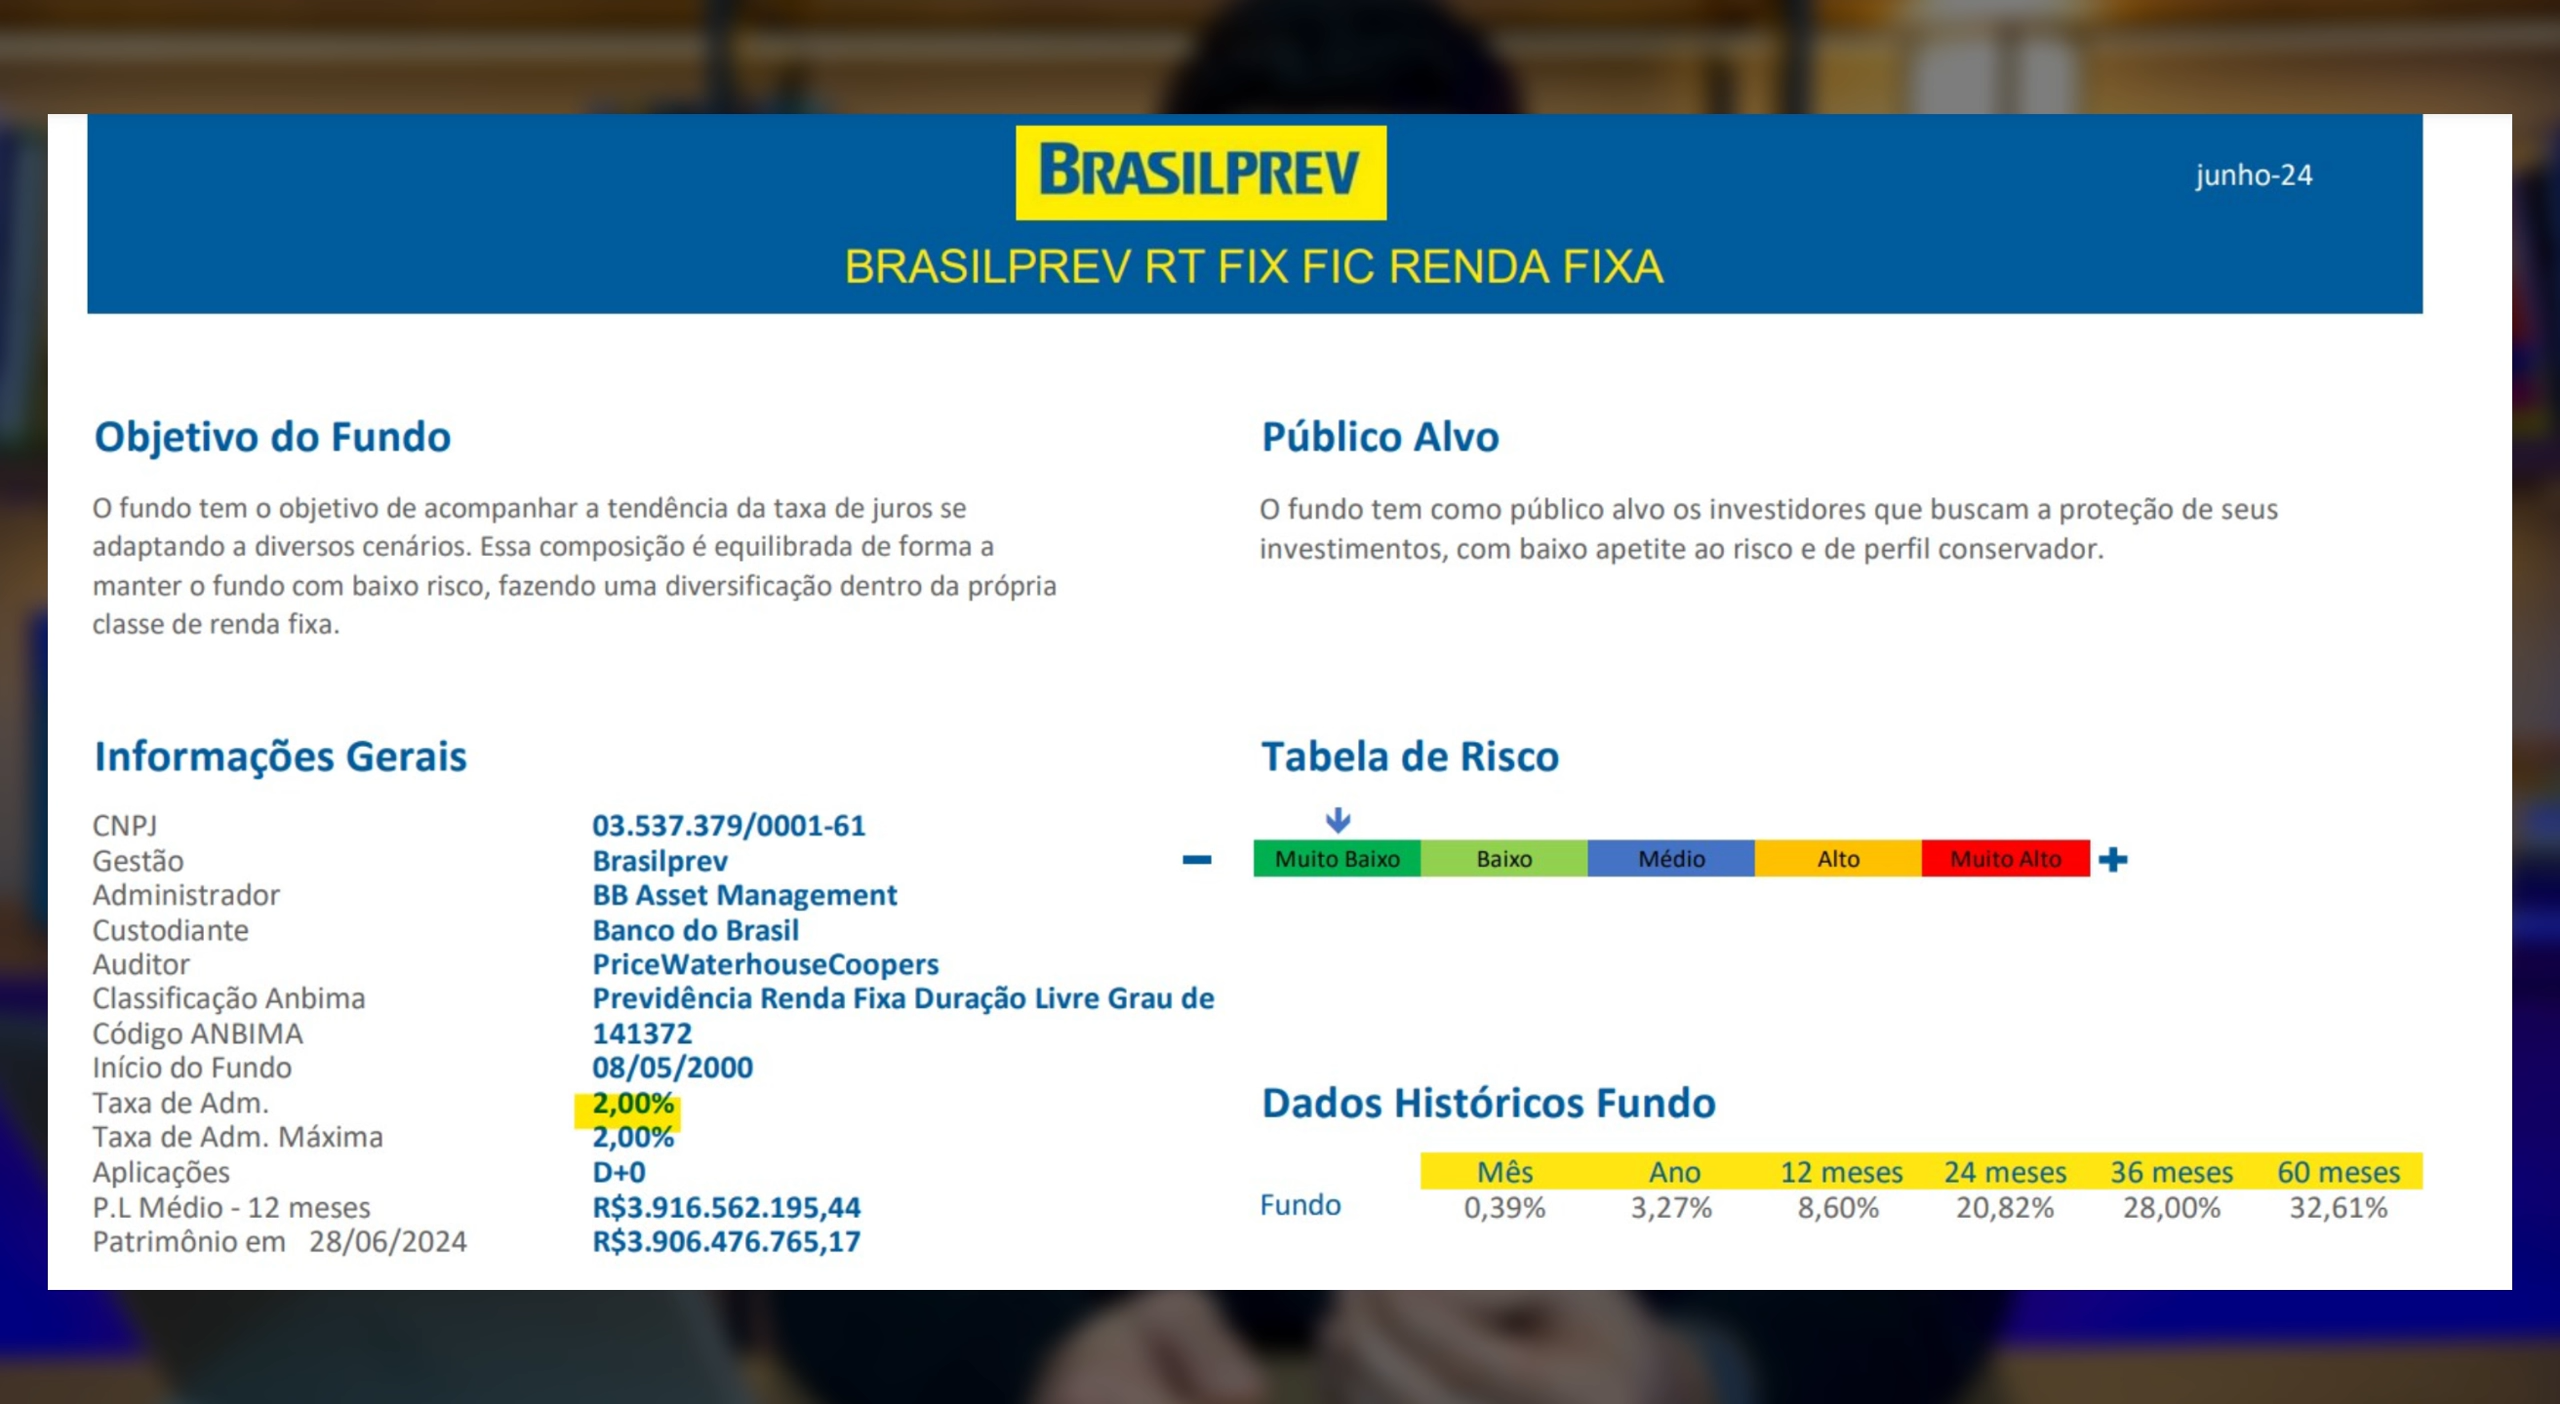 BRASILPREV
junho-24
BRASILPREV RT FIX FIC RENDA FIXA
Objetivo do Fundo
O fundo tem o objetivo de acompanhar a tendência da taxa de juros se
adaptando a diversos cenários. Essa composição é equilibrada de forma a
manter o fundo com baixo risco, fazendo uma diversificação dentro da própria
classe de renda fixa.
Público Alvo
O fundo tem como público alvo os investidores que buscam a proteção de seus
investimentos, com baixo apetite ao risco e de perfil conservador.
Informações Gerais
CNPJ 03.537.379/0001-61
Gestão Brasilprev
Administrador BB Asset Management
Custodiante Banco do Brasil
Auditor PriceWaterhouseCoopers
Classificação Anbima Previdência Renda Fixa Duração Livre Grau de
Código ANBIMA 141372
Início do Fundo 08/05/2000
Taxa de Adm. 2,00%
Taxa de Adm. Máxima 2,00%
Aplicações D+0
P.L Médio - 12 meses R$3.916.562.195,44
Patrimônio em 28/06/2024 R$3.906.476.765,17
Tabela de Risco
Muito Baixo Baixo Médio Alto Muito Alto
Dados Históricos Fundo
Mês Ano 12 meses 24 meses 36 meses 60 meses
Fundo 0,39% 3,27% 8,60% 20,82% 28,00% 32,61%